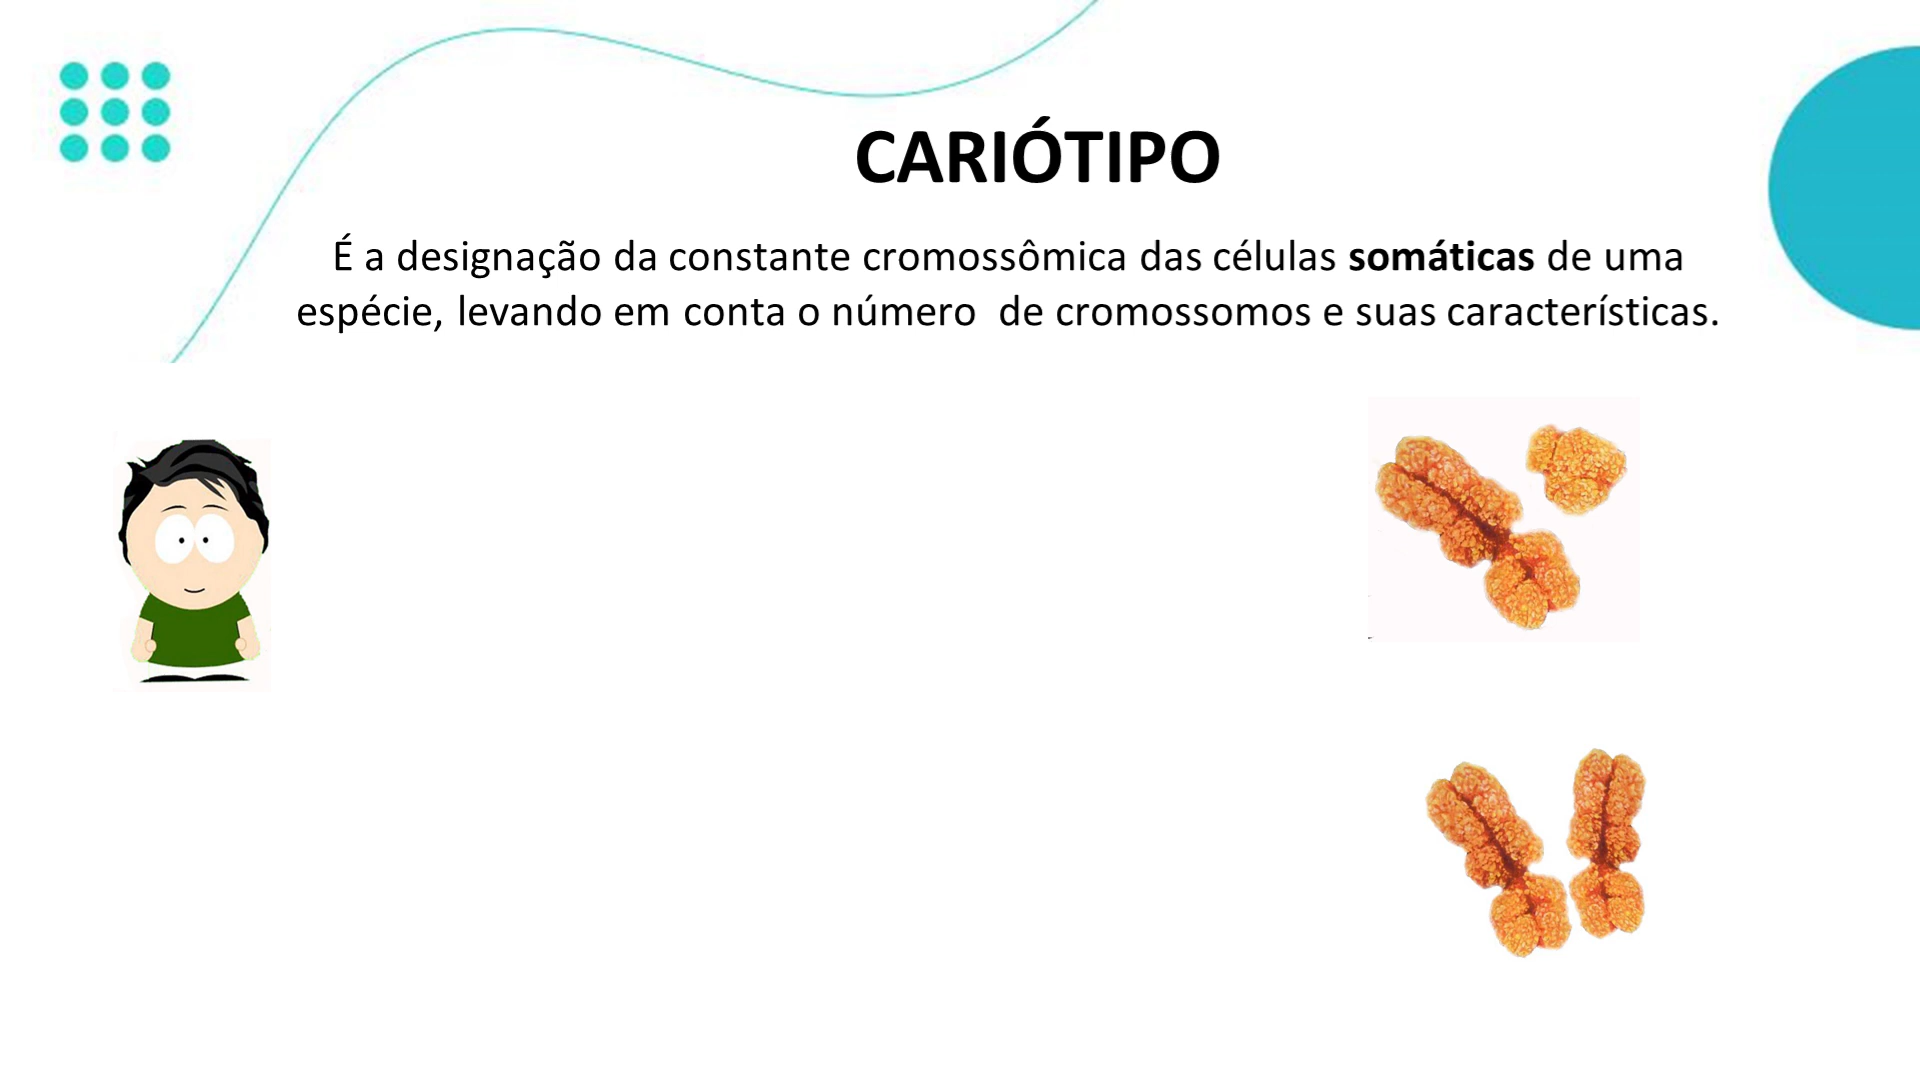 CARIÓTIPO
É a designação da constante cromossômica das células somáticas de uma
espécie, levando em conta o número  de cromossomos e suas características.